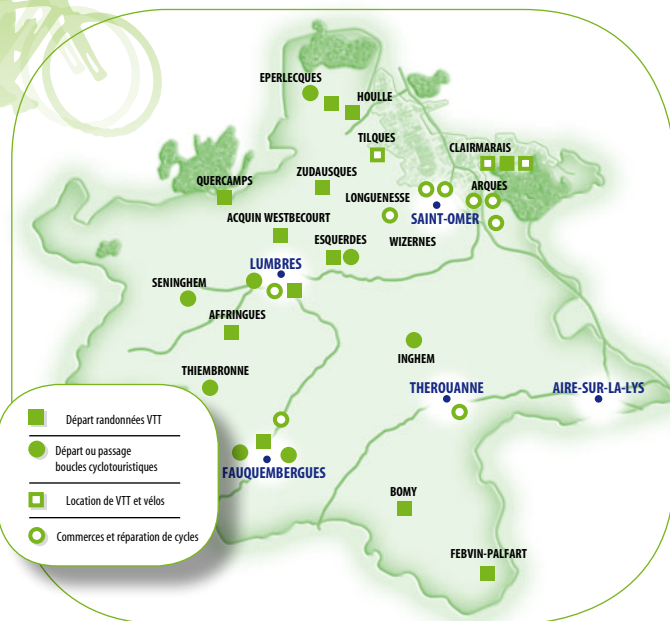 EPERLECQUES
HOULLE
TILQUES
CLAIRMARAIS
ZUDAUSQUES
QUERCAMPS
ARQUES
LONGUENESSE
SAINT-OMER
ACQUIN WESTBECOURT
ESQUERDES
WIZERNES
LUMBRES
SENINGHEM
AFFRINGUES
INGHEM
THIEMBRONNE
THEROUANNE
AIRE-SUR-LA-LYS
FAUQUEMBERGUES
BOMY
FEBVIN-PALFART
Départ randonnées VTT
Départ ou passage
boucles cyclotouristiques
Location de VTT et vélos
Commerces et réparation de cycles